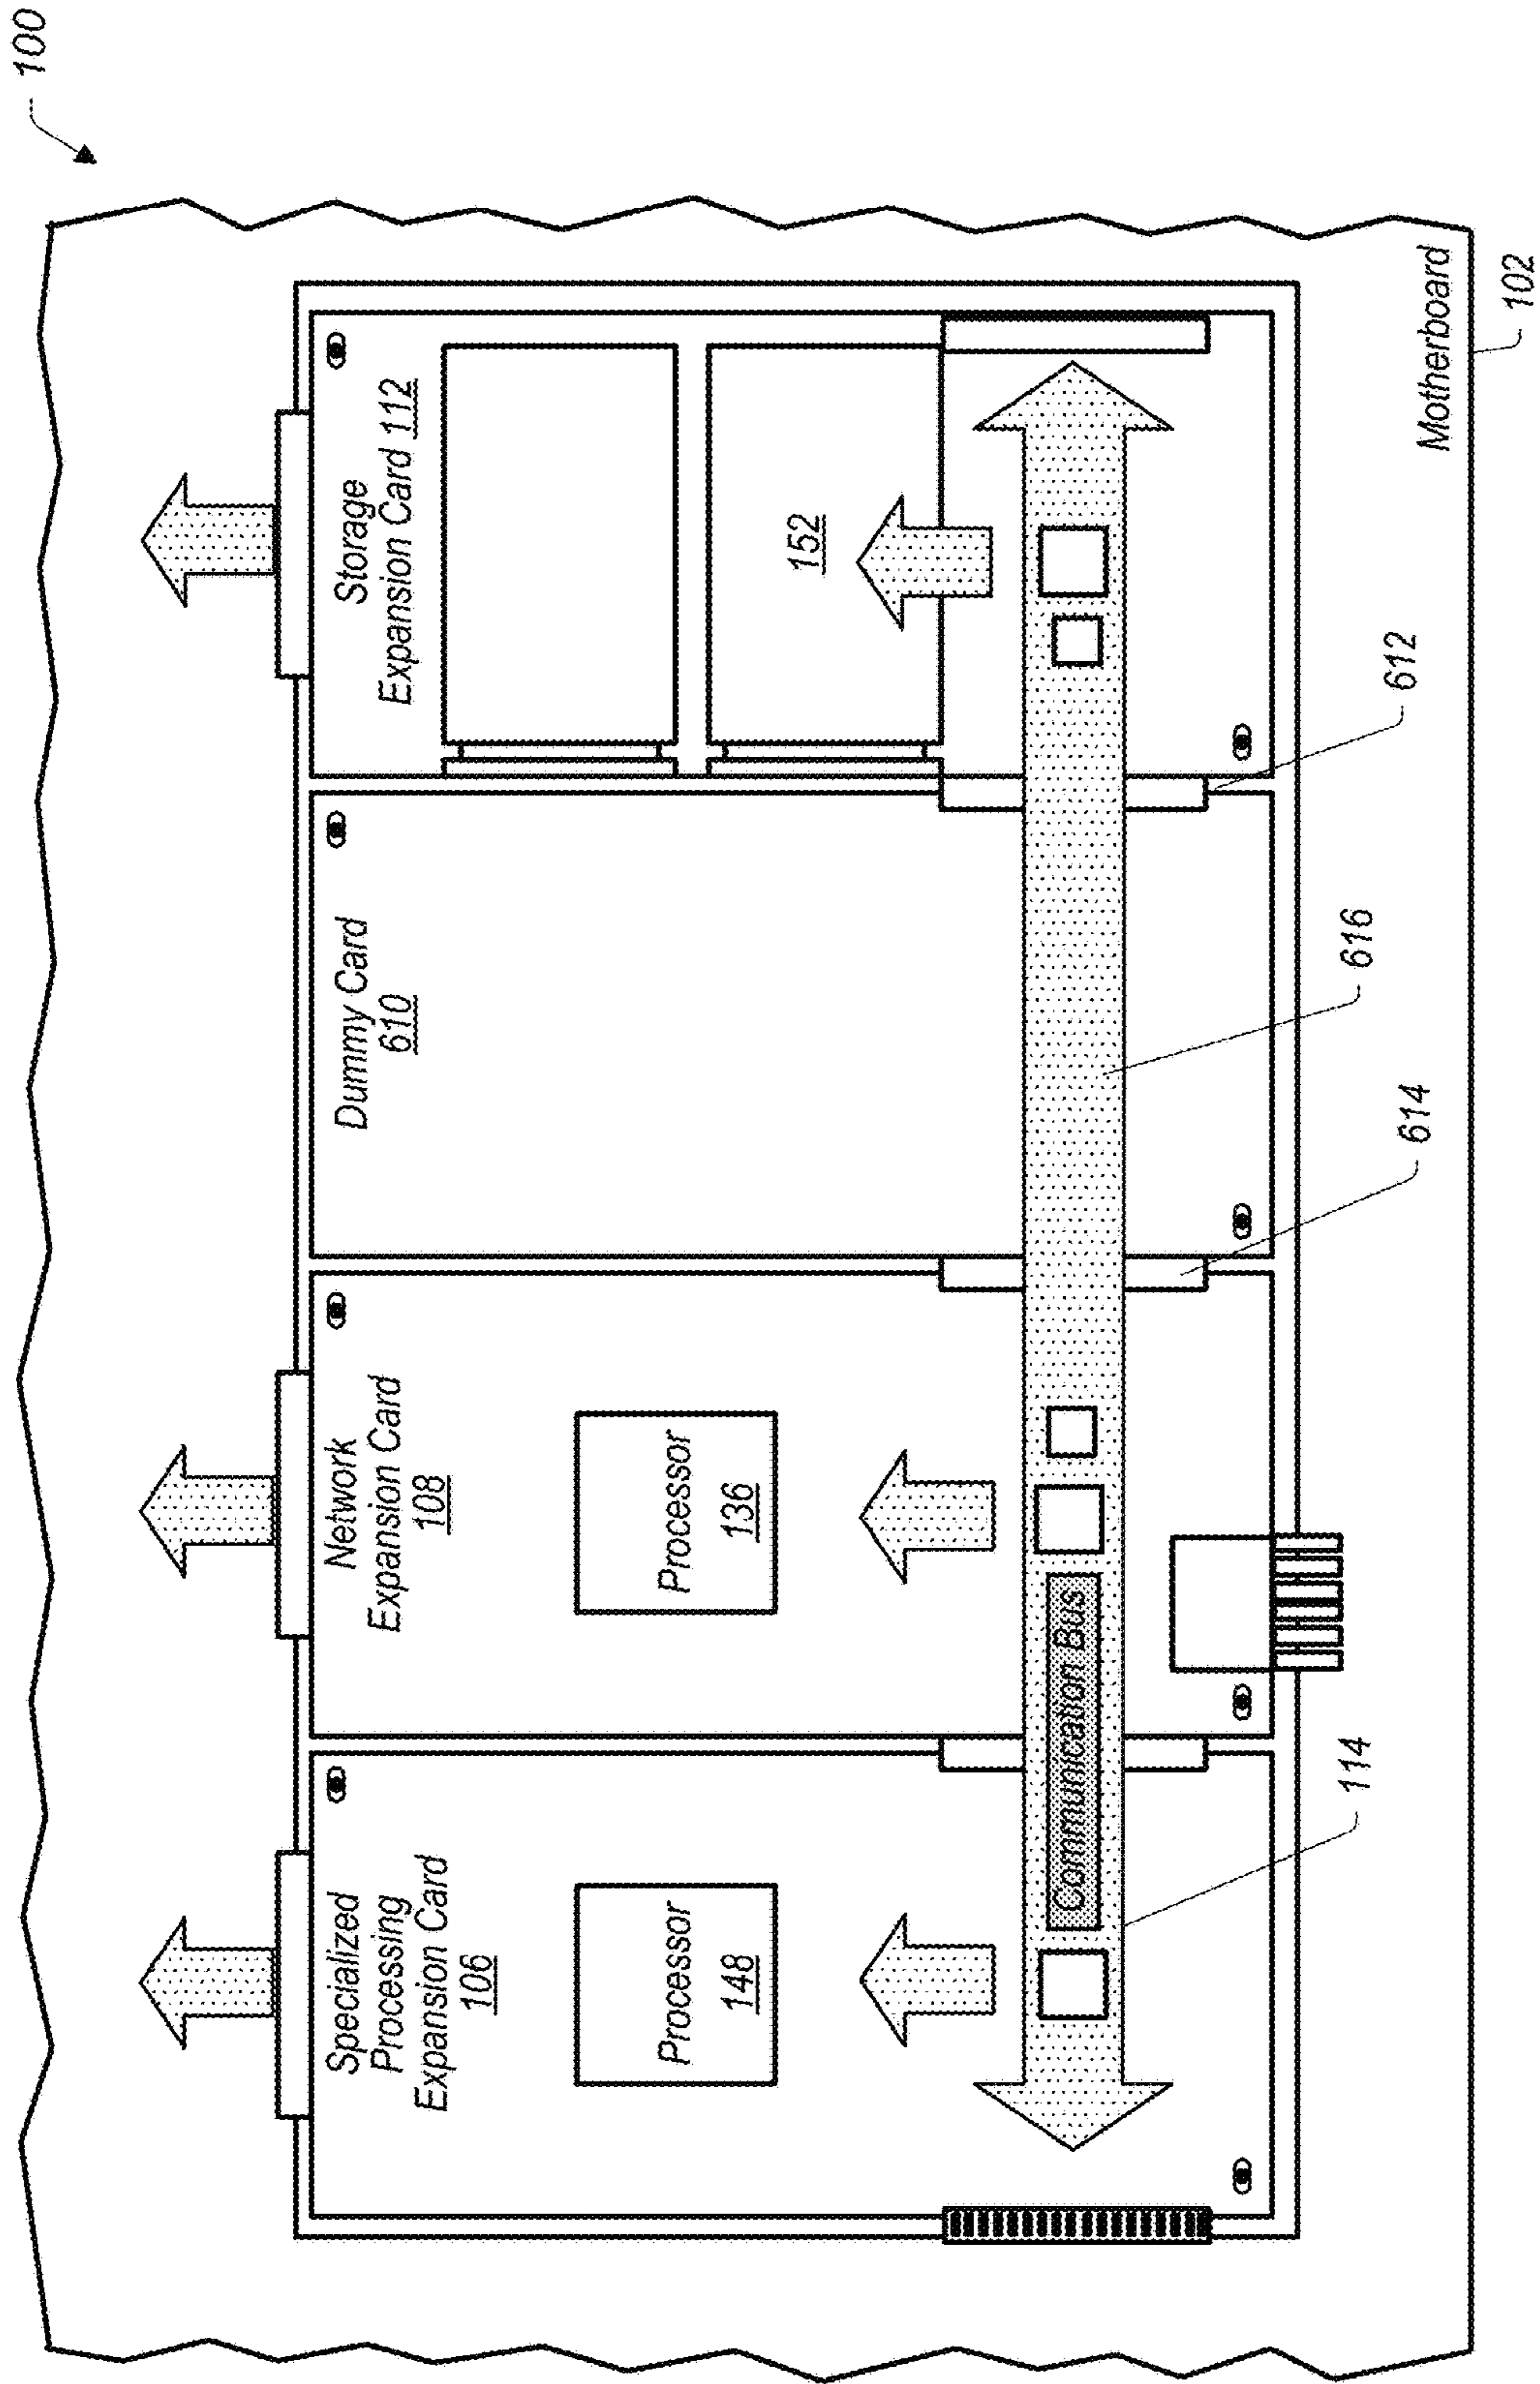 100
Specialized
Processing
Expansion Card
106
Network
Expansion Card
108
Dummy Card
610
Storage
Expansion Card 112
Processor
148
Processor
136
152
Communication Bus
114
614
616
612
Motherboard
102